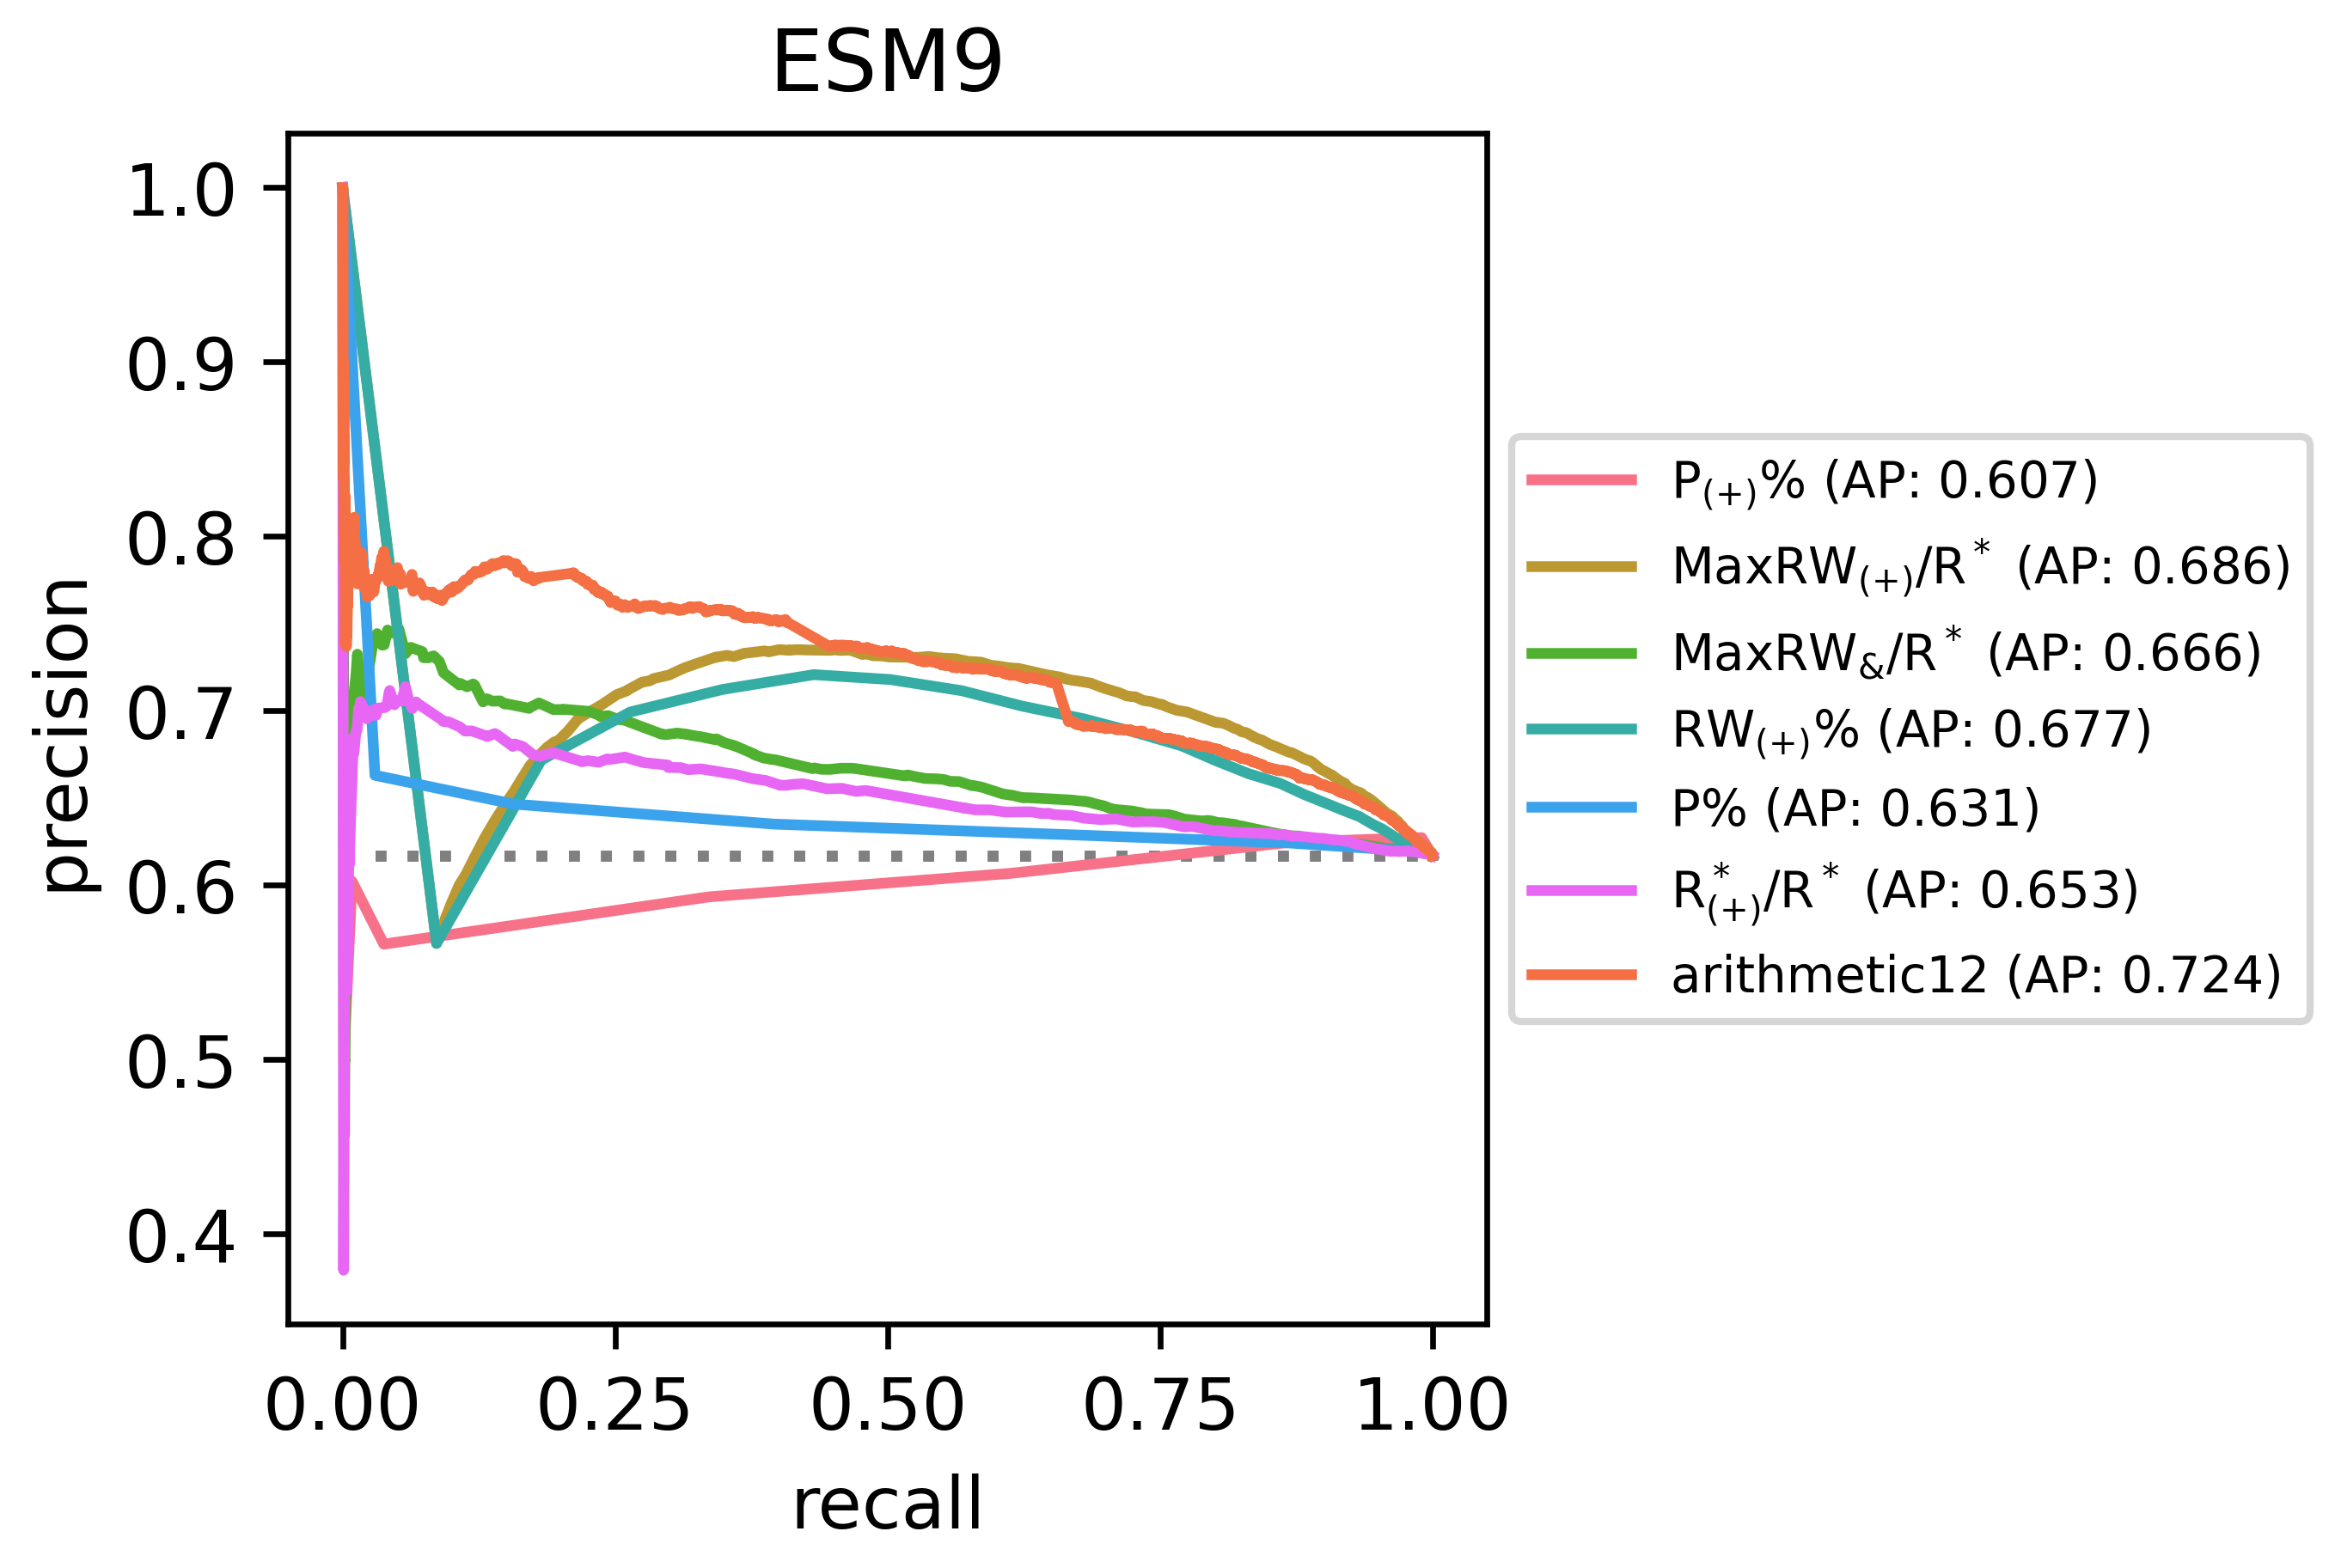 ESM9
1.0
0.9
0.8
0.7
0.6
0.5
0.4
precision
0.00 0.25 0.50 0.75 1.00
recall
P(+)% (AP: 0.607)
MaxRW(+)/R* (AP: 0.686)
MaxRW&/R* (AP: 0.666)
RW(+)% (AP: 0.677)
P% (AP: 0.631)
R*(+)/R* (AP: 0.653)
arithmetic12 (AP: 0.724)